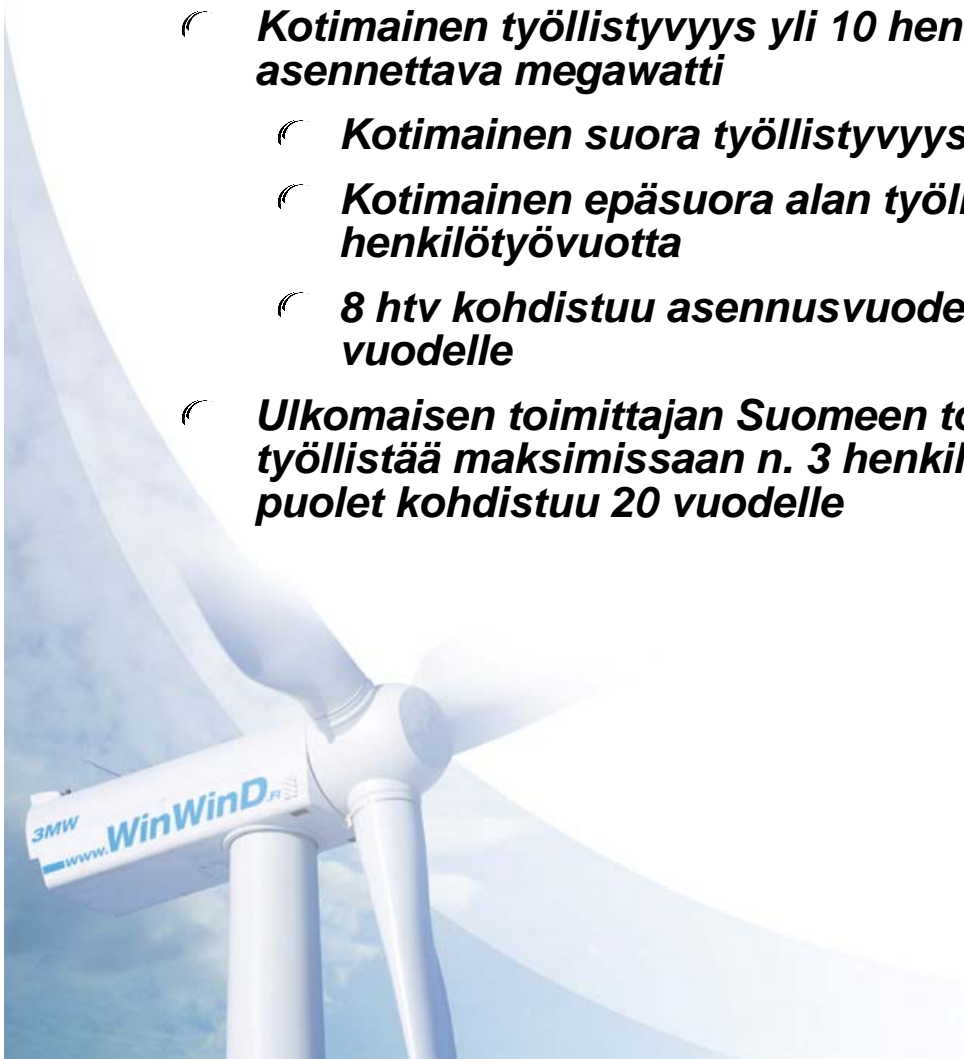 Kotimainen työllistyvyys yli 10 hen
asennettava megawatti
Kotimainen suora työllistyvyys
Kotimainen epäsuora alan työll
henkilötyövuotta
8 htv kohdistuu asennusvuode
vuodelle
Ulkomaisen toimittajan Suomeen to
työllistää maksimissaan n. 3 henkil
puolet kohdistuu 20 vuodelle
3MW
www.WinWinD.FI